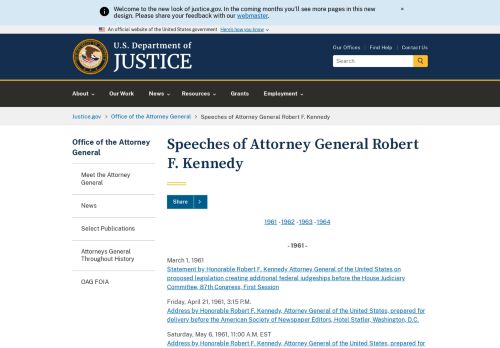 Welcome to the new look of justice.gov. In the coming months you'll see more pages in this new
design. Please share your feedback with our webmaster.
×
An official website of the United States government Here's how you know
U.S. Department of
JUSTICE
Our Offices | Find Help | Contact Us
Search
About
Our Work
News
Resources
Grants
Employment
Justice.gov > Office of the Attorney General > Speeches of Attorney General Robert F. Kennedy
Office of the Attorney
General
Meet the Attorney
General
News
Select Publications
Attorneys General
Throughout History
OAG FOIA
Speeches of Attorney General Robert
F. Kennedy
Share >
1961 - 1962 - 1963 - 1964
- 1961 -
March 1, 1961
Statement by Honorable Robert F. Kennedy Attorney General of the United States on
proposed legislation creating additional federal judgeships before the House Judiciary
Committee, 87th Congress, First Session
Friday, April 21, 1961, 3:15 P.M.
Address by Honorable Robert F. Kennedy, Attorney General of the United States, prepared for
delivery before the American Society of Newspaper Editors, Hotel Statler, Washington, D.C.
Saturday, May 6, 1961, 11:00 A.M. EST
Address by Honorable Robert F. Kennedy, Attorney General of the United States, prepared for